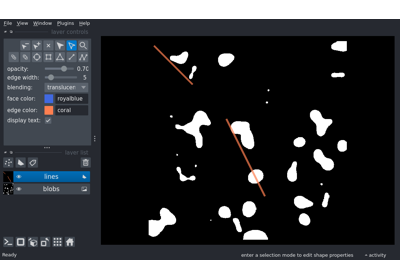 File View Window Plugins Help
layer controls
opacity: 0.70
edge width: 5
blending: translucen
face color: royalblue
edge color: coral
display text:
layer list
lines
blobs
Ready enter a selection mode to edit shape properties activity